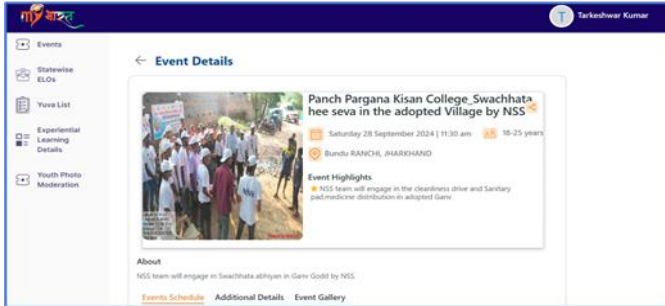 मेरा भारत
T Tarkeshwar Kumar
Events
Statewise
ELOs
Yuva List
Experiential
Learning
Details
Youth Photo
Moderation
← Event Details
Panch Pargana Kisan College_Swachhata
hee seva in the adopted Village by NSS
Saturday 28 September 2024 | 11:30 am 18-25 years
Bundu RANCHI, JHARKHAND
Event Highlights
NSS team will engage in the cleanliness drive and Sanitary
pad,medicine distribution in adopted Ganv
About
NSS team will engage in Swachhata abhiyan in Ganv Godd by NSS
Events Schedule Additional Details Event Gallery